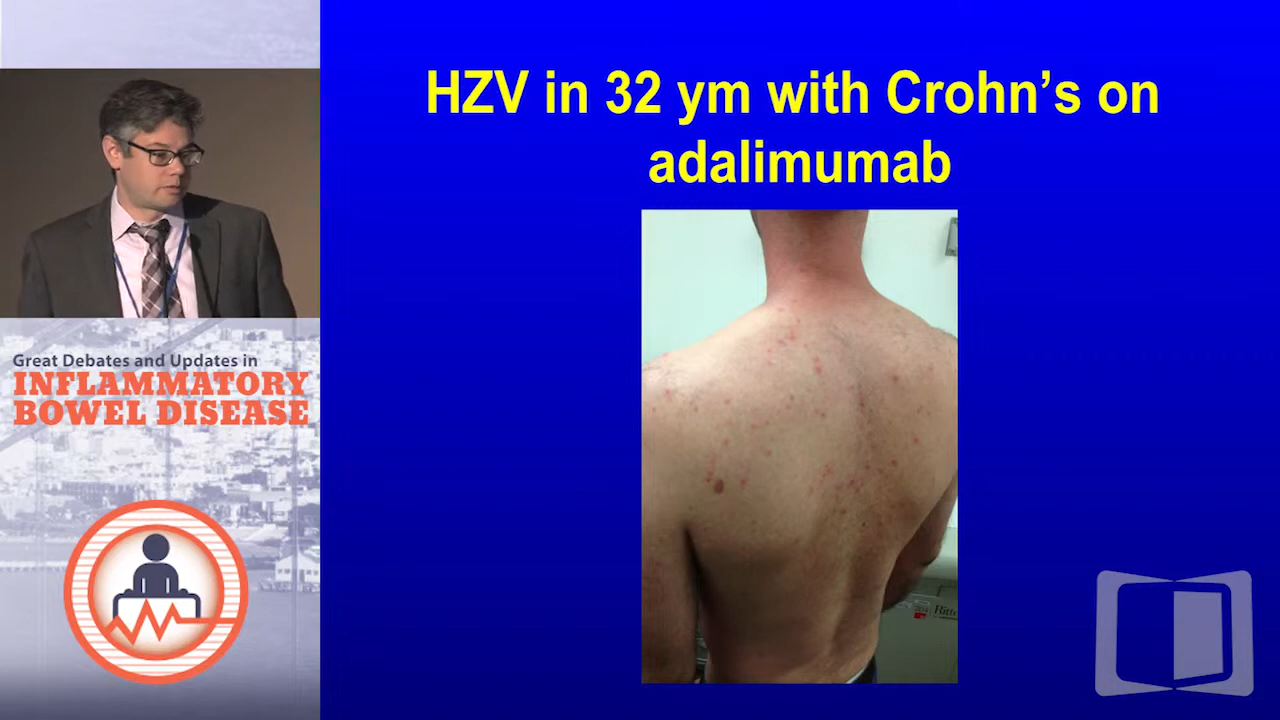 HZV in 32 ym with Crohn’s on
adalimumab
Great Debates and Updates in
INFLAMMATORY
BOWEL DISEASE